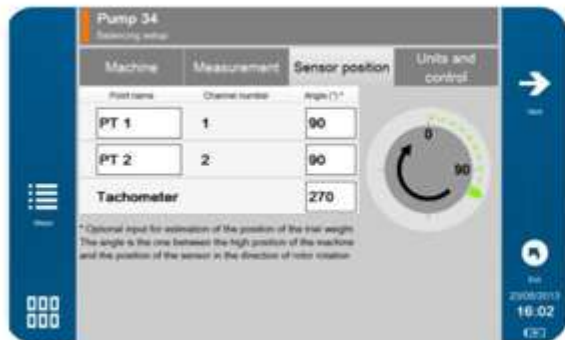 Pump 34
Balancing setup
Machine
Measurement
Sensor position
Units and
control
Point name
Channel number
Angle (°) *
PT 1
1
90
PT 2
2
90
Tachometer
270
0
90
* Optional input for estimation of the position of the trial weight
The angle is the one between the high position of the machine
and the position of the sensor in the direction of rotor rotation
Menu
Next
Exit
16:02